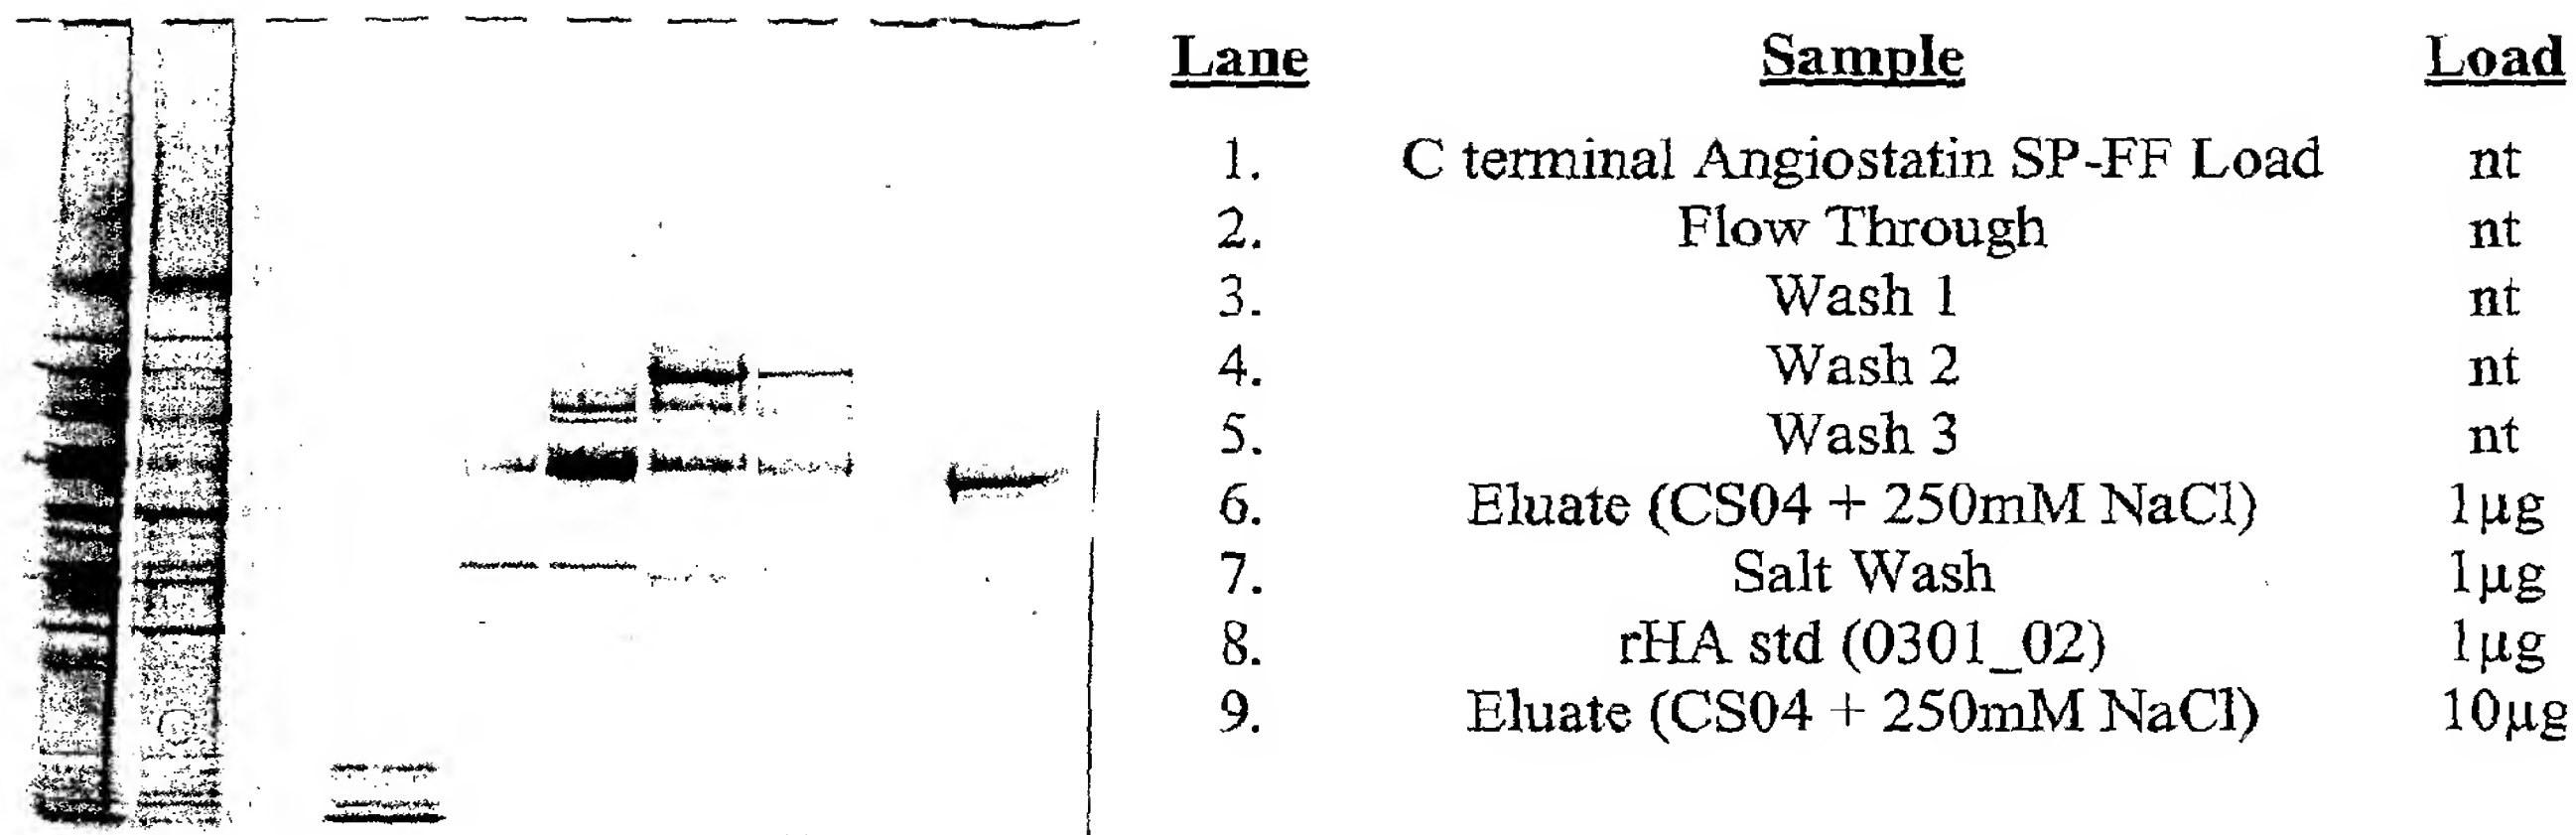 Lane Sample Load
1. C terminal Angiostatin SP-FF Load nt
2. Flow Through nt
3. Wash 1 nt
4. Wash 2 nt
5. Wash 3 nt
6. Eluate (CS04 + 250mM NaCl) 1µg
7. Salt Wash 1µg
8. rHA std (0301_02) 1µg
9. Eluate (CS04 + 250mM NaCl) 10µg